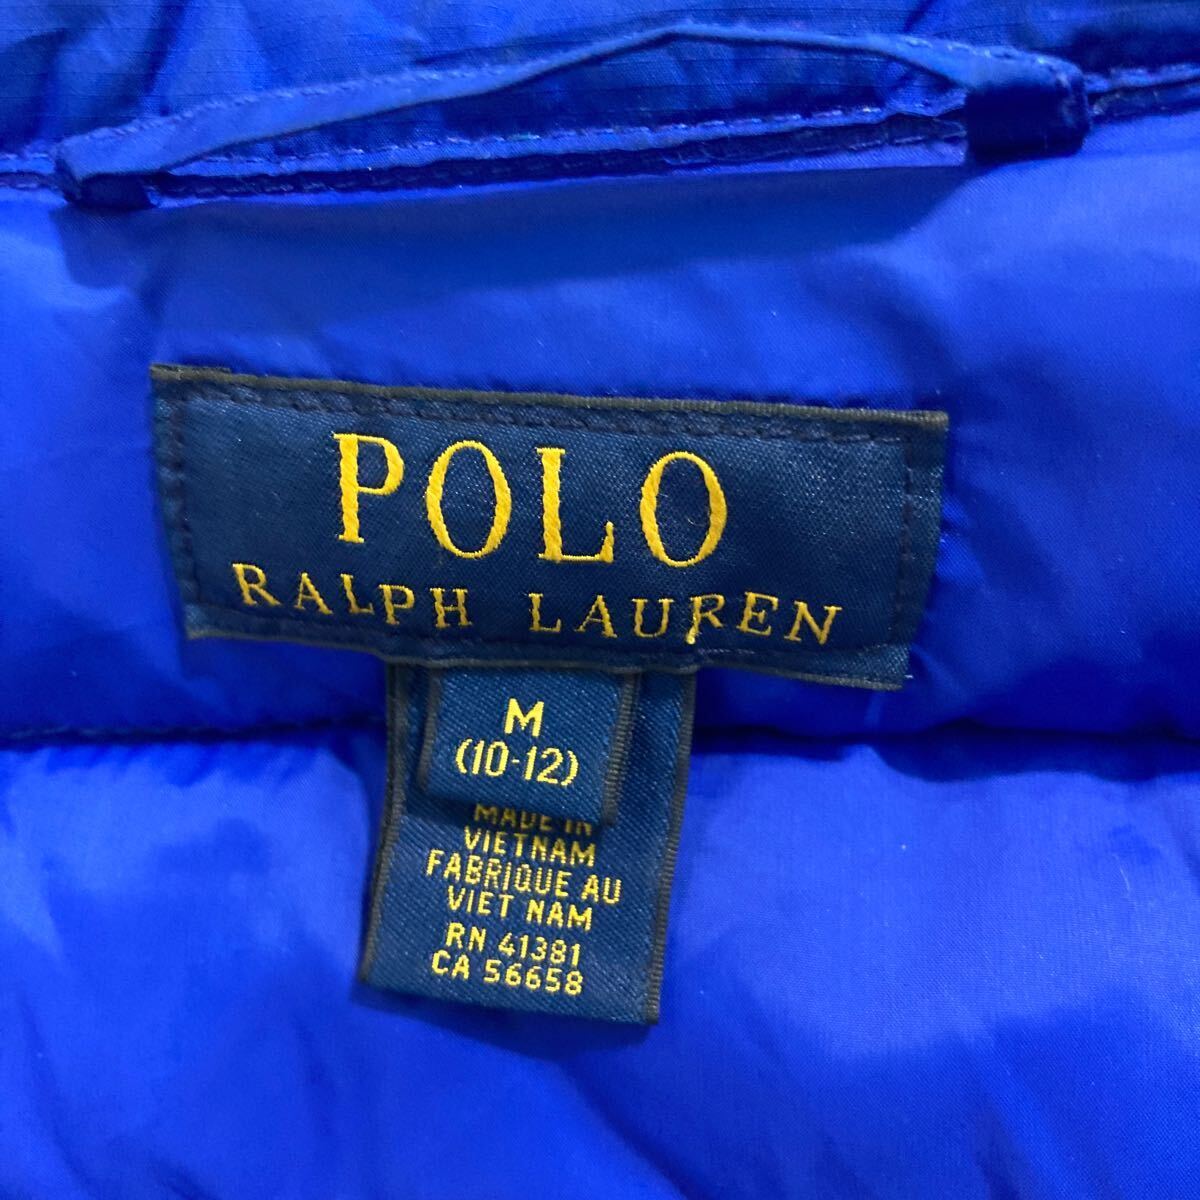 POLO
RALPH LAUREN
M
(10-12)
MADE IN
VIETNAM
FABRIQUE AU
VIET NAM
RN 41381
CA 56658